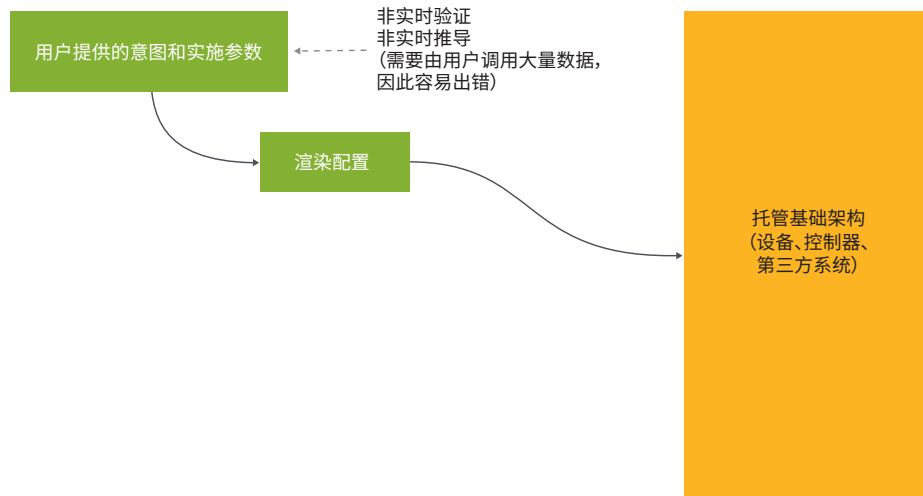 用户提供的意图和实施参数
非实时验证
非实时推导
（需要由用户调用大量数据，
因此容易出错）
渲染配置
托管基础架构
（设备、控制器、
第三方系统）